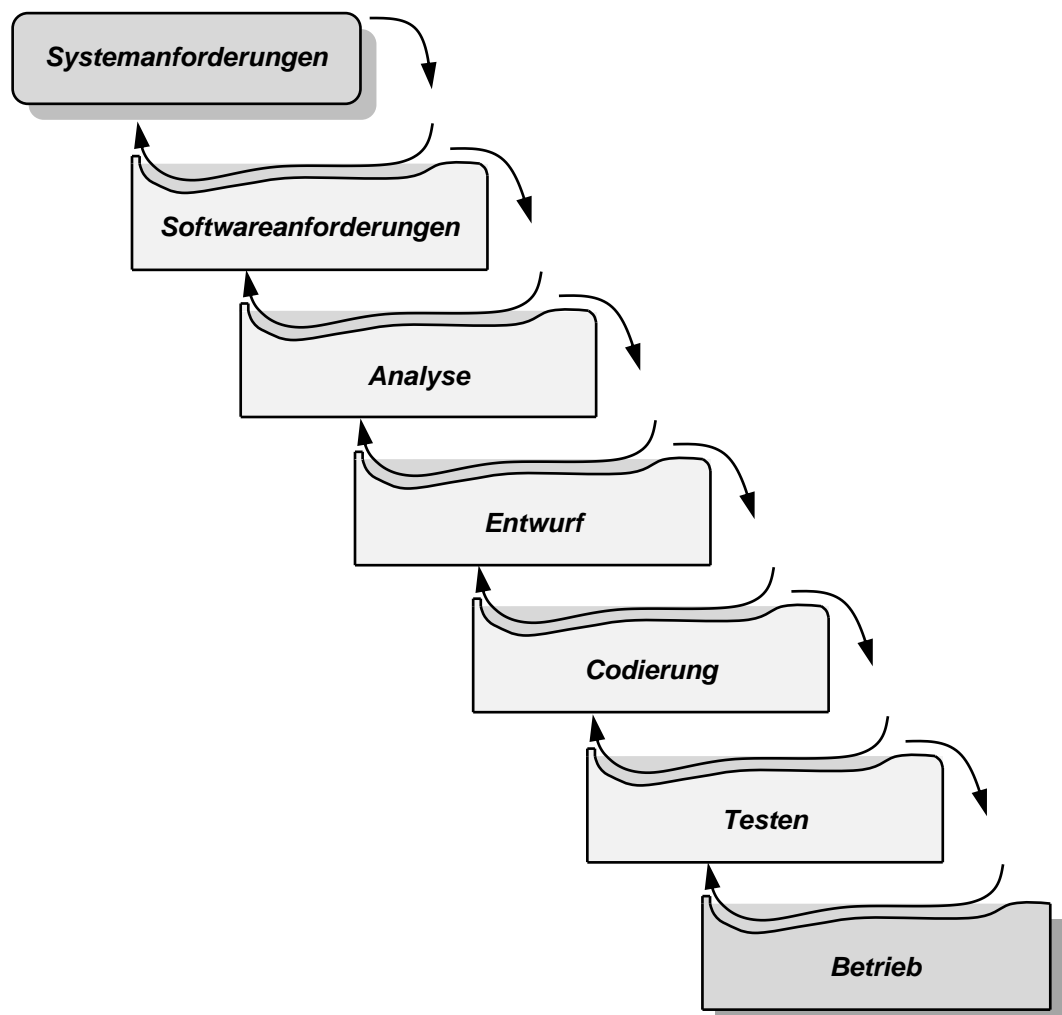 Systemanforderungen
Softwareanforderungen
Analyse
Entwurf
Codierung
Testen
Betrieb